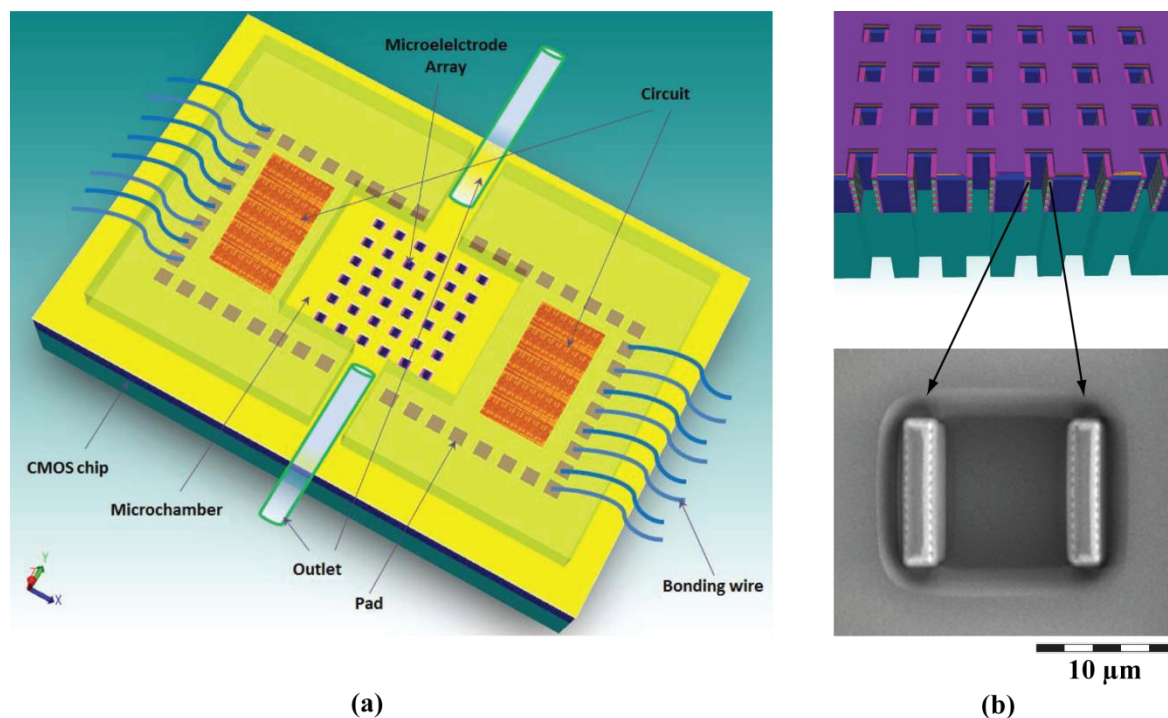 Microelelctrode
Array
Circuit
CMOS chip
Microchamber
Outlet
Pad
Bonding wire
Y
X
(a)
10 µm
(b)